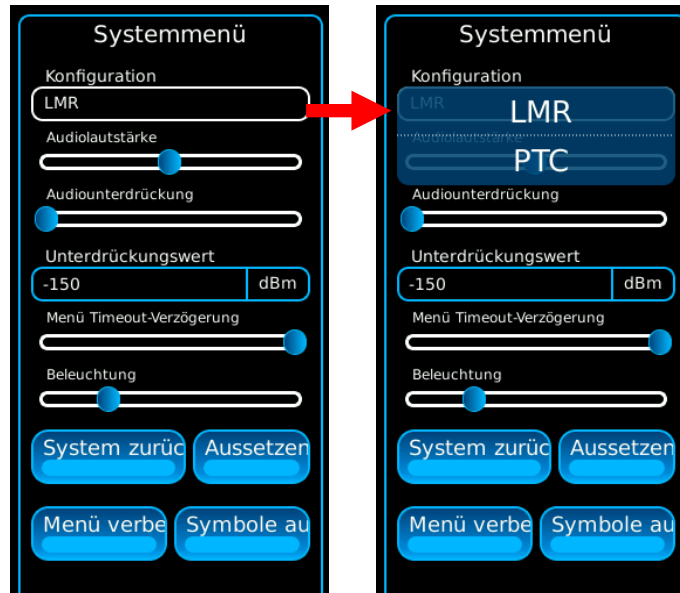 Systemmenü
Konfiguration
LMR
Audiolautstärke
Audiounterdrückung
Unterdrückungswert
-150 dBm
Menü Timeout-Verzögerung
Beleuchtung
System zurüc Aussetzen
Menü verbe Symbole au
Systemmenü
Konfiguration
LMR LMR
Audiolautstärke
PTC
Audiounterdrückung
Unterdrückungswert
-150 dBm
Menü Timeout-Verzögerung
Beleuchtung
System zurüc Aussetzen
Menü verbe Symbole au